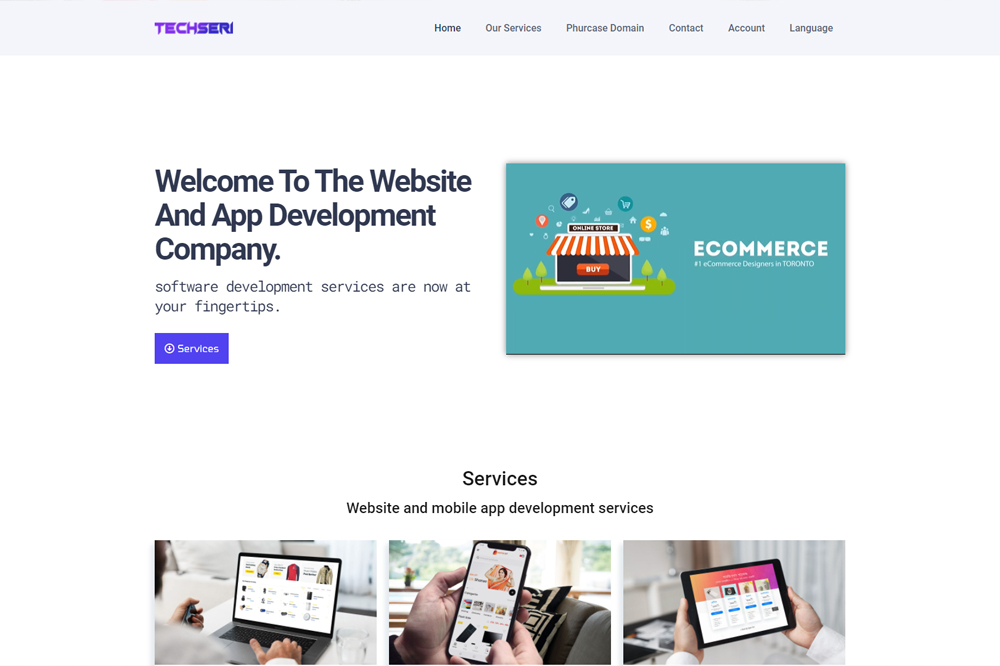 TECHSERI
Home
Our Services
Phurcase Domain
Contact
Account
Language
Welcome To The Website
And App Development
Company.
software development services are now at
your fingertips.
Services
ONLINE STORE
BUY
ECOMMERCE
#1 eCommerce Designers in TORONTO
Services
Website and mobile app development services